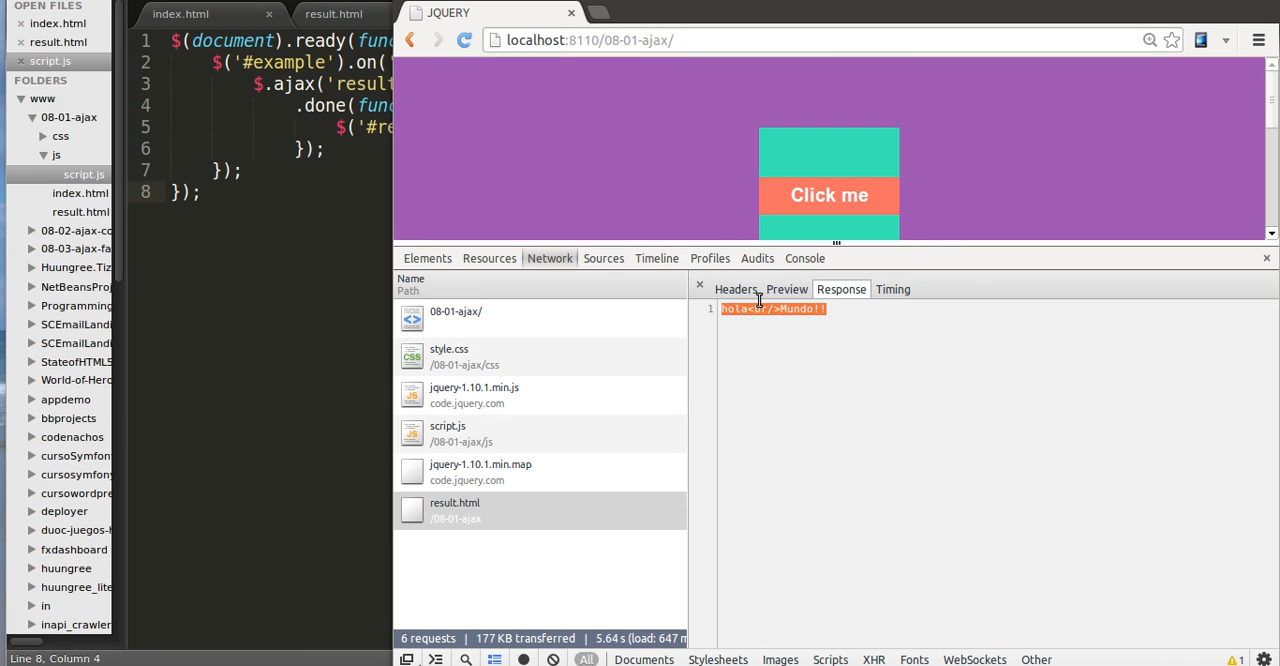 OPEN FILES
index.html
result.html
script.js
FOLDERS
www
08-01-ajax
css
js
script.js
index.html
result.html
08-02-ajax-co
08-03-ajax-fa
Huungree.Tiz
NetBeansProj
Programming
SCEmailLandi
SCEmailLandi
StateofHTML5
World-of-Hero
appdemo
bbprojects
codenachos
cursoSymfon
cursosymfony
cursowordpre
deployer
duoc-juegos-h
fxdashboard
huungree
huungree_lite
in
inapi_crawler
Line 8, Column 4
index.html × result.html
1 $(document).ready(func
2 $('#example').on('
3 $.ajax('result
4 .done(func
5 $('#re
6 });
7 });
8 });
JQUERY ×
localhost:8110/08-01-ajax/
Click me
Elements Resources Network Sources Timeline Profiles Audits Console ×
Name
Path
08-01-ajax/
style.css
/08-01-ajax/css
jquery-1.10.1.min.js
code.jquery.com
script.js
/08-01-ajax/js
jquery-1.10.1.min.map
code.jquery.com
result.html
/08-01-ajax
× Headers Preview Response Timing
1 hola<br/>Mundo!!
6 requests | 177 KB transferred | 5.64 s (load: 647 m
All Documents Stylesheets Images Scripts XHR Fonts WebSockets Other 1